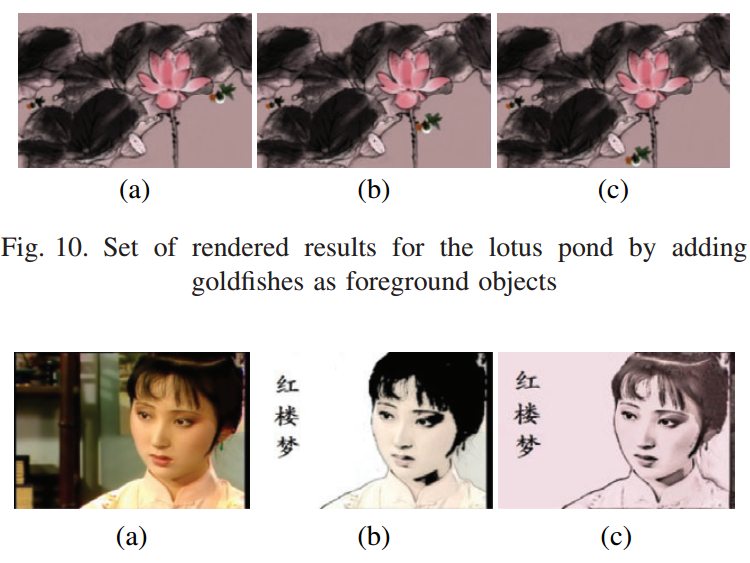 (a)
(b)
(c)
Fig. 10. Set of rendered results for the lotus pond by adding
goldfishes as foreground objects
红楼梦
红楼梦
(a)
(b)
(c)